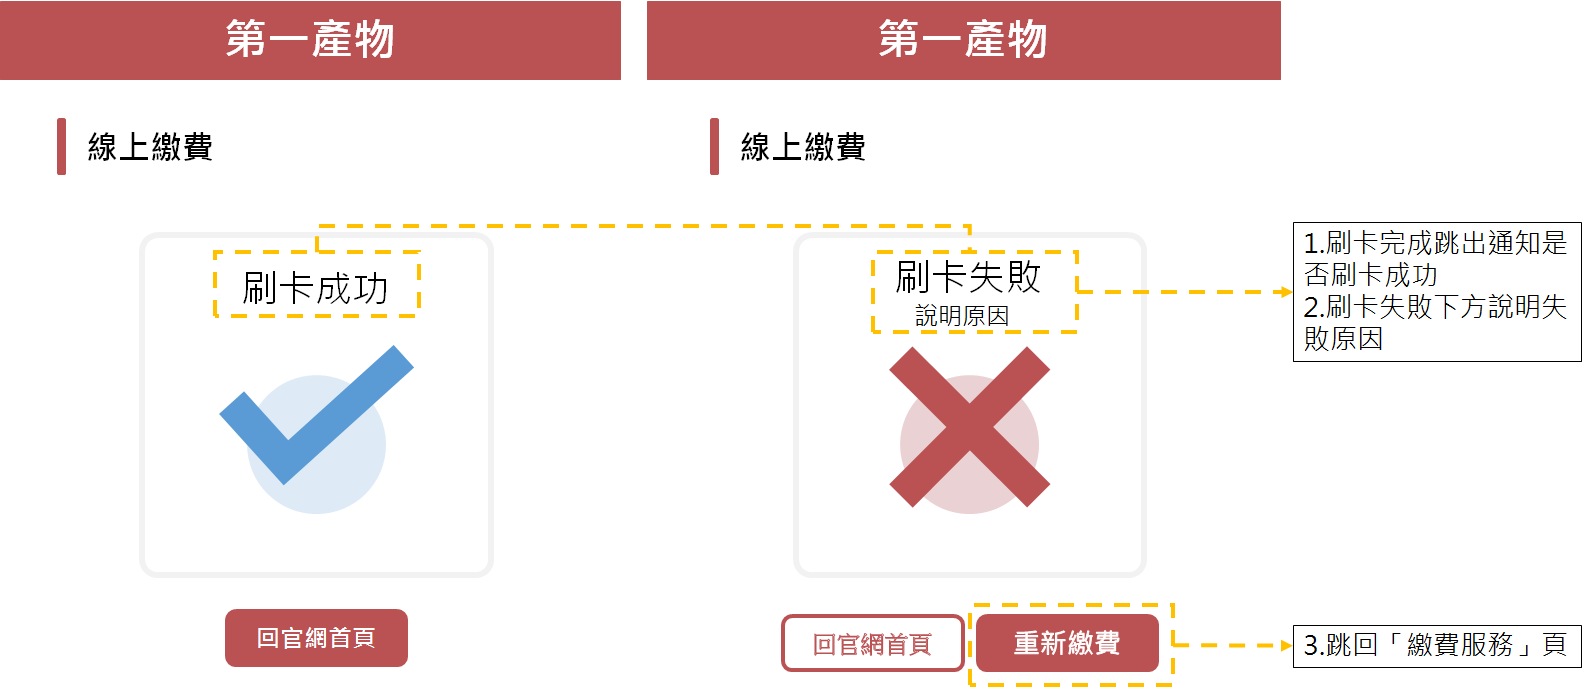 第一產物
線上繳費
刷卡成功
回官網首頁
第一產物
線上繳費
刷卡失敗
說明原因
回官網首頁
重新繳費
1.刷卡完成跳出通知是
否刷卡成功
2.刷卡失敗下方說明失
敗原因
3.跳回「繳費服務」頁